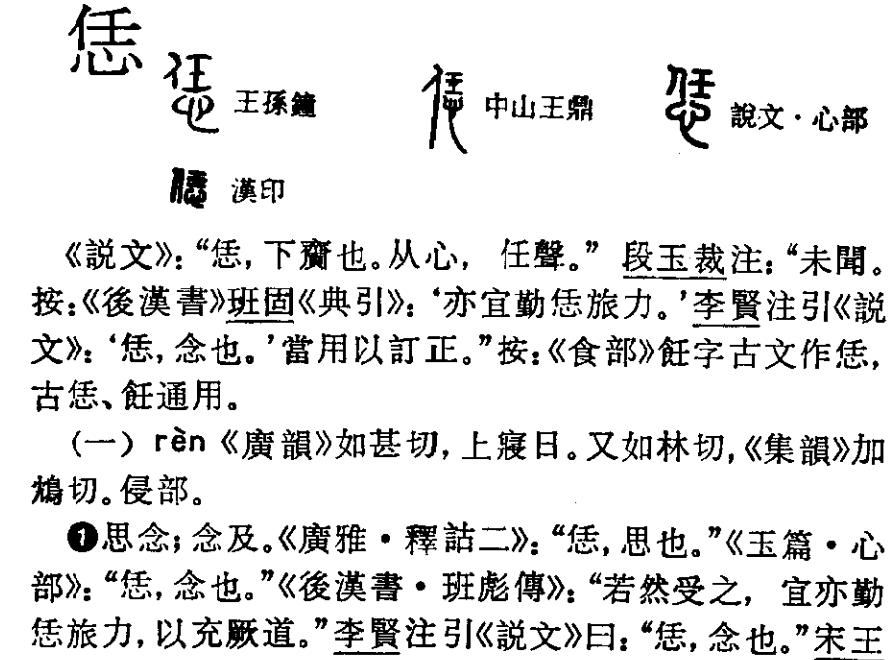 恁
王孫鐘
中山王鼎
說文·心部
漢印
《説文》:“恁,下齎也。从心,任聲。”段玉裁注:“未聞。
按:《後漢書》班固《典引》:‘亦宜勤恁旅力。’李賢注引《説
文》:‘恁,念也。’當用以訂正。”按:《食部》飪字古文作恁,
古恁、飪通用。
(一)rèn《廣韻》如甚切,上寢日。又如林切,《集韻》加
鴆切。侵部。
❶思念;念及。《廣雅·釋詁二》:“恁,思也。”《玉篇·心
部》:“恁,念也。”《後漢書·班彪傳》:“若然受之,宜亦勤
恁旅力,以充厥道。”李賢注引《説文》曰:“恁,念也。”宋王